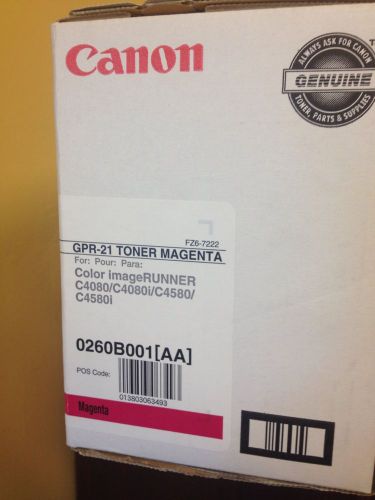 Canon
ALWAYS ASK FOR CANON
GENUINE
TONER, PARTS & SUPPLIES
FZ6-7222
GPR-21 TONER MAGENTA
For: Pour: Para:
Color imageRUNNER
C4080/C4080i/C4580/
C4580i
0260B001[AA]
POS Code:
013803063493
Magenta